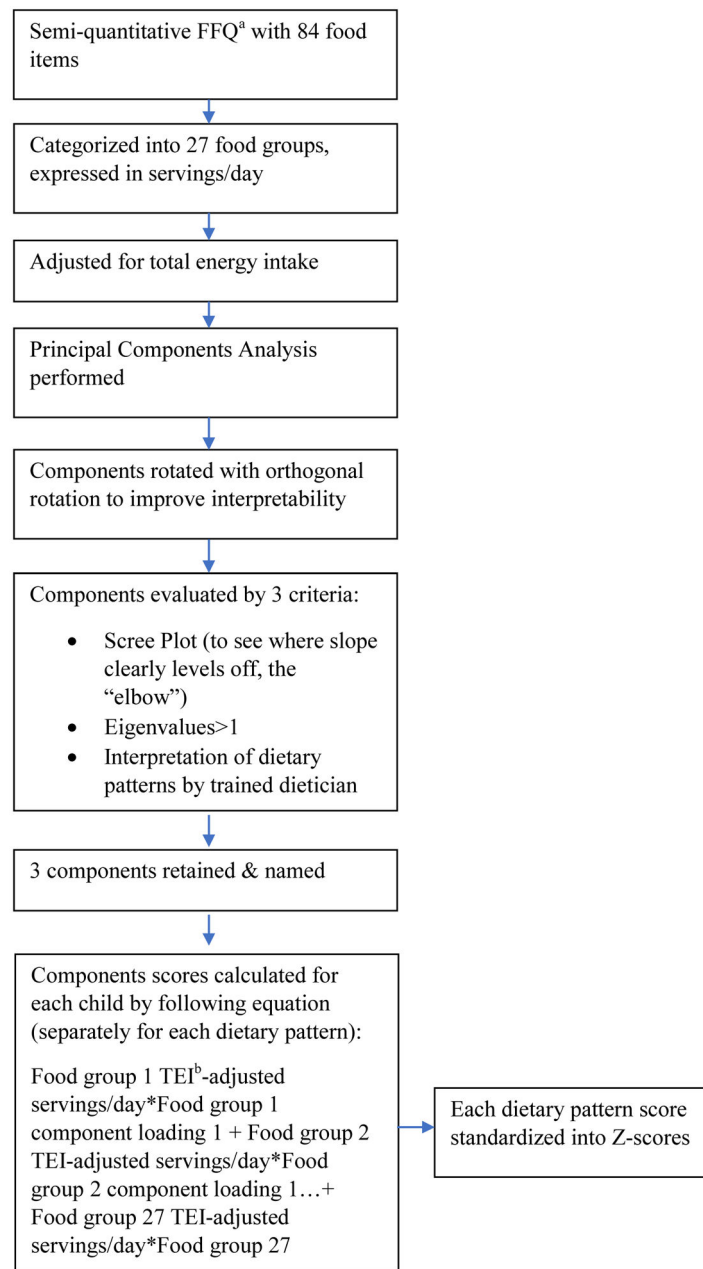 Semi-quantitative FFQᵃ with 84 food
items
Categorized into 27 food groups,
expressed in servings/day
Adjusted for total energy intake
Principal Components Analysis
performed
Components rotated with orthogonal
rotation to improve interpretability
Components evaluated by 3 criteria:
• Scree Plot (to see where slope
clearly levels off, the
“elbow”)
• Eigenvalues>1
• Interpretation of dietary
patterns by trained dietician
3 components retained & named
Components scores calculated for
each child by following equation
(separately for each dietary pattern):
Food group 1 TEIᵇ-adjusted
servings/day*Food group 1
component loading 1 + Food group 2
TEI-adjusted servings/day*Food
group 2 component loading 1…+
Food group 27 TEI-adjusted
servings/day*Food group 27
Each dietary pattern score
standardized into Z-scores